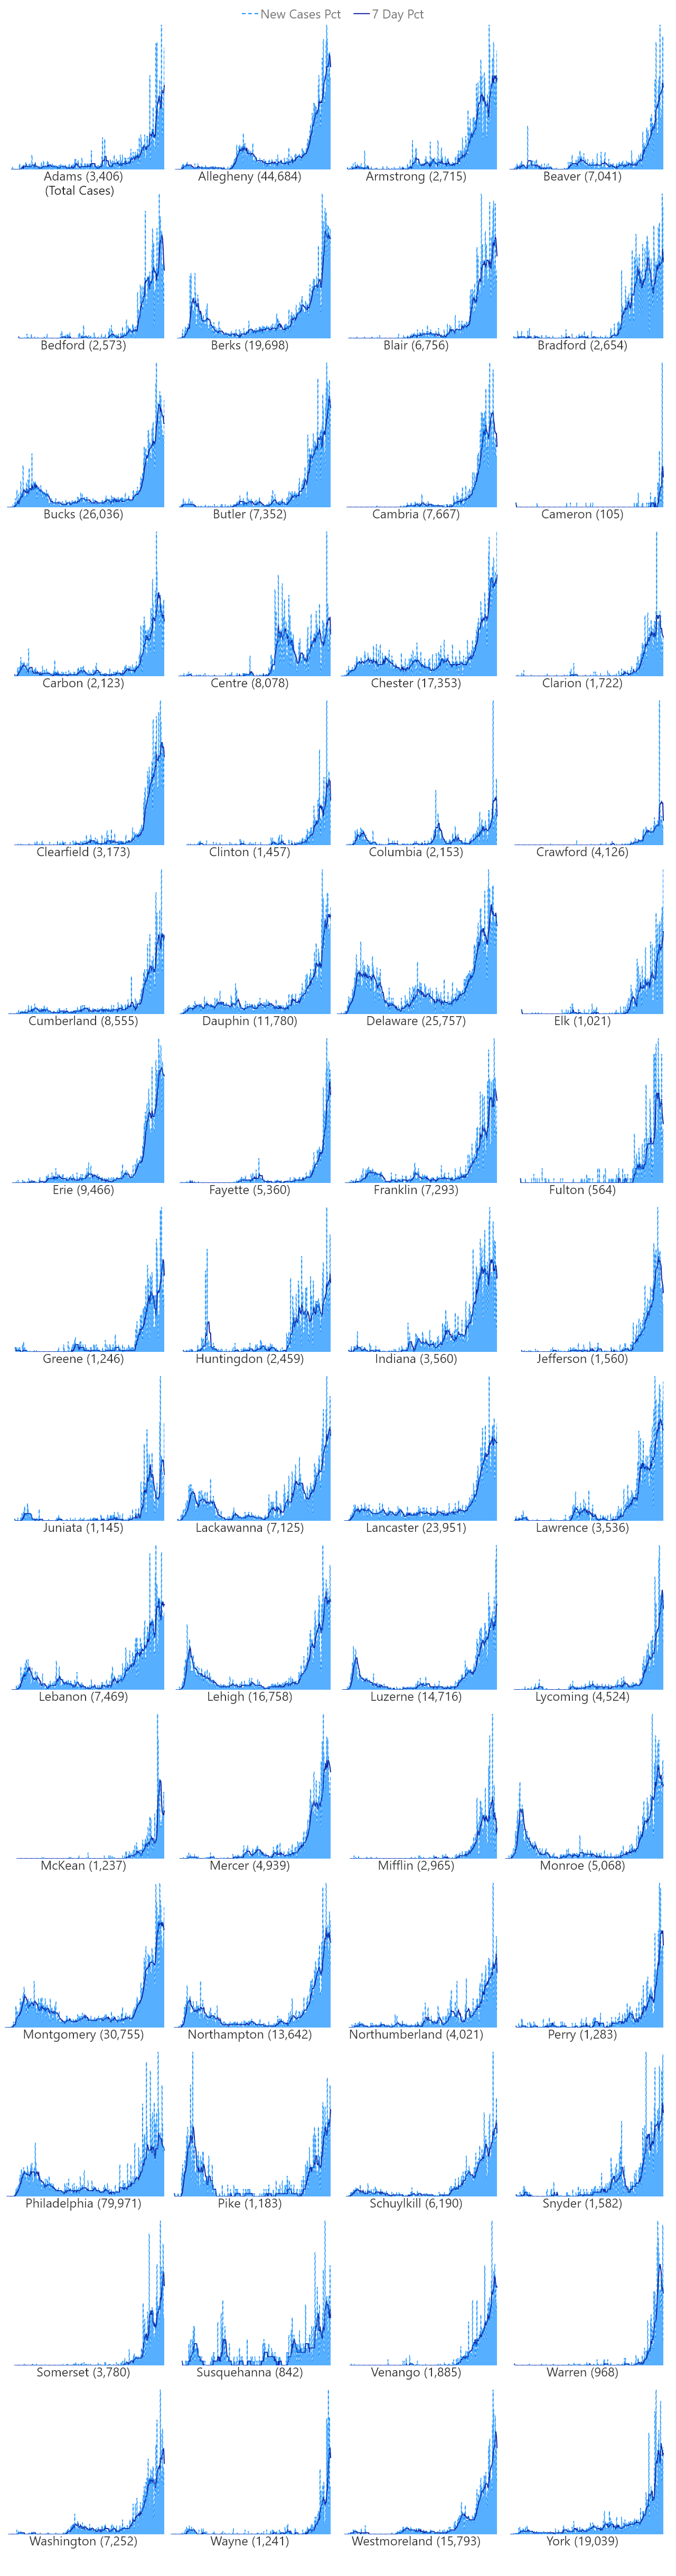 New Cases Pct 7 Day Pct
Adams (3,406) Allegheny (44,684) Armstrong (2,715) Beaver (7,041)
(Total Cases)
Bedford (2,573) Berks (19,698) Blair (6,756) Bradford (2,654)
Bucks (26,036) Butler (7,352) Cambria (7,667) Cameron (105)
Carbon (2,123) Centre (8,078) Chester (17,353) Clarion (1,722)
Clearfield (3,173) Clinton (1,457) Columbia (2,153) Crawford (4,126)
Cumberland (8,555) Dauphin (11,780) Delaware (25,757) Elk (1,021)
Erie (9,466) Fayette (5,360) Franklin (7,293) Fulton (564)
Greene (1,246) Huntingdon (2,459) Indiana (3,560) Jefferson (1,560)
Juniata (1,145) Lackawanna (7,125) Lancaster (23,951) Lawrence (3,536)
Lebanon (7,469) Lehigh (16,758) Luzerne (14,716) Lycoming (4,524)
McKean (1,237) Mercer (4,939) Mifflin (2,965) Monroe (5,068)
Montgomery (30,755) Northampton (13,642) Northumberland (4,021) Perry (1,283)
Philadelphia (79,971) Pike (1,183) Schuylkill (6,190) Snyder (1,582)
Somerset (3,780) Susquehanna (842) Venango (1,885) Warren (968)
Washington (7,252) Wayne (1,241) Westmoreland (15,793) York (19,039)